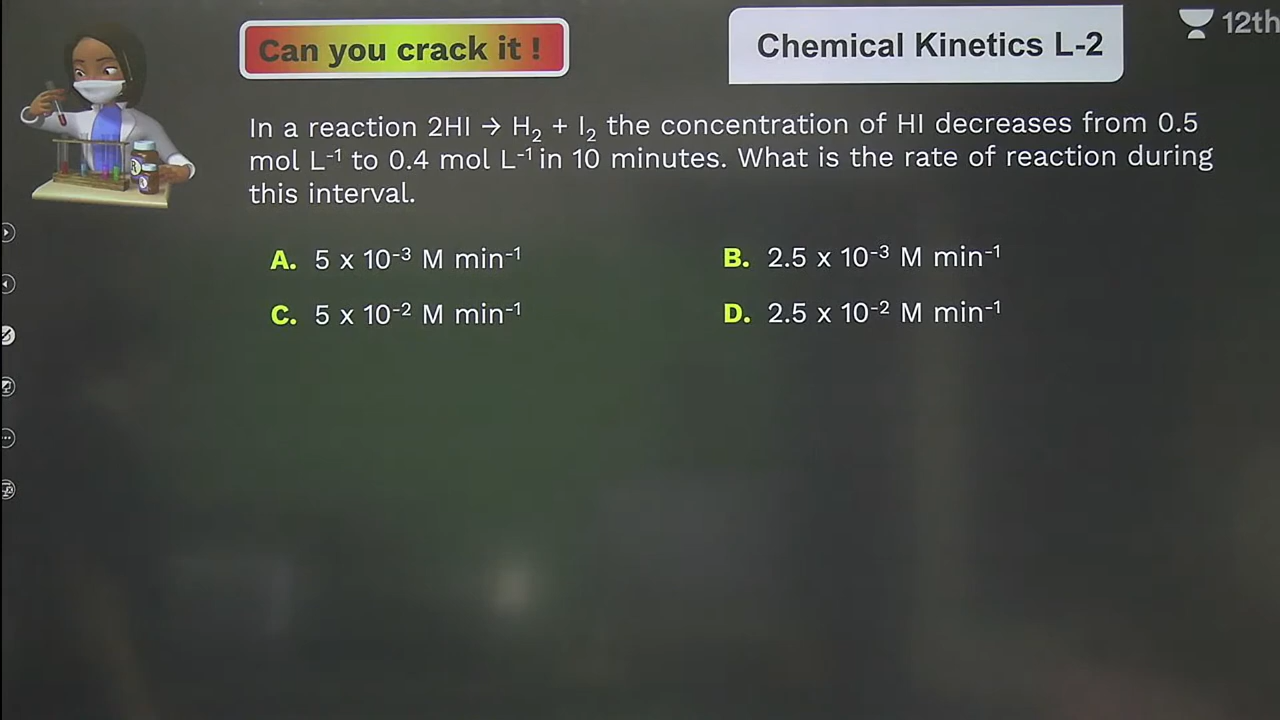 Can you crack it !
Chemical Kinetics L-2
12th
In a reaction 2HI → H₂ + I₂ the concentration of HI decreases from 0.5
mol L⁻¹ to 0.4 mol L⁻¹ in 10 minutes. What is the rate of reaction during
this interval.
A. 5 x 10⁻³ M min⁻¹
B. 2.5 x 10⁻³ M min⁻¹
C. 5 x 10⁻² M min⁻¹
D. 2.5 x 10⁻² M min⁻¹